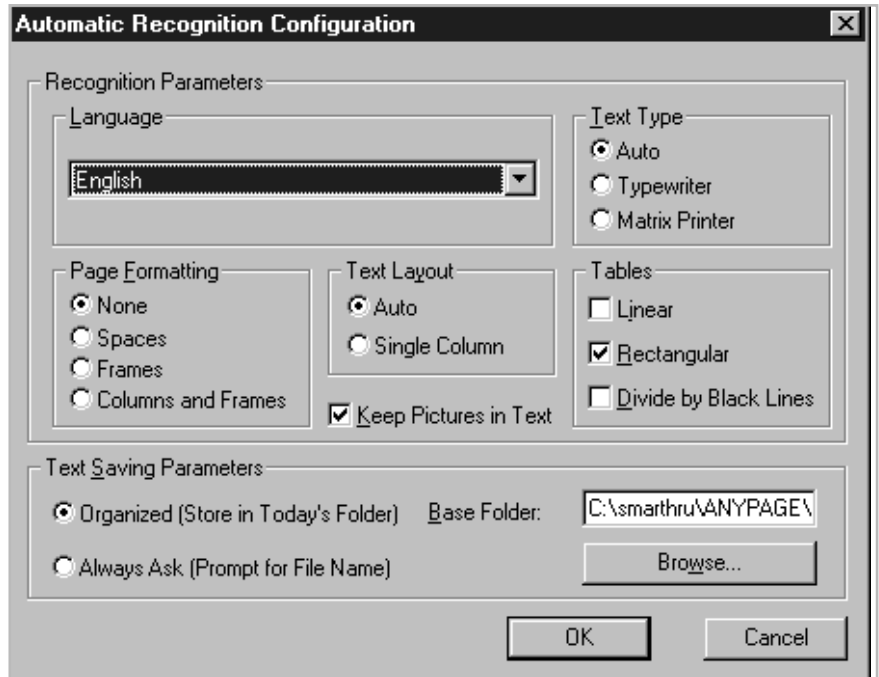 Automatic Recognition Configuration
Recognition Parameters
Language
English
Text Type
Auto
Typewriter
Matrix Printer
Page Formatting
None
Spaces
Frames
Columns and Frames
Text Layout
Auto
Single Column
Keep Pictures in Text
Tables
Linear
Rectangular
Divide by Black Lines
Text Saving Parameters
Organized (Store in Today's Folder)
Base Folder:
C:\smarthru\ANYPAGE\
Always Ask (Prompt for File Name)
Browse...
OK
Cancel